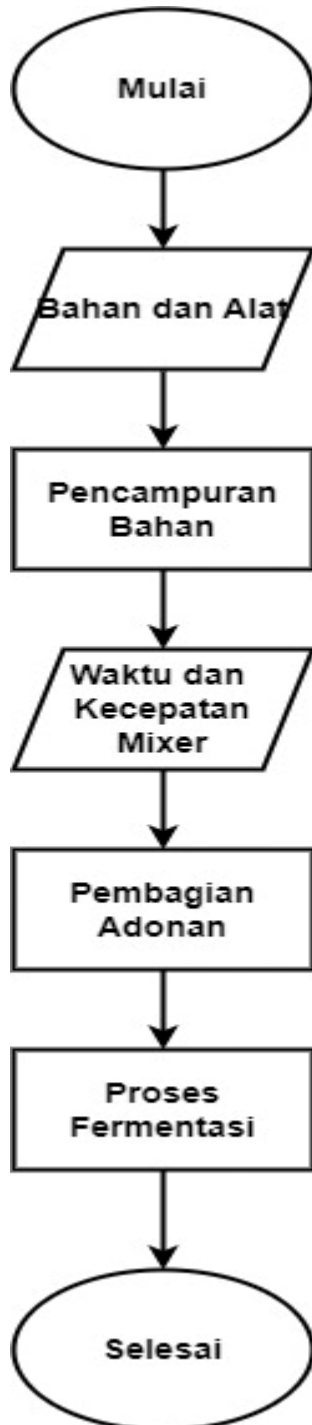 Mulai
Bahan dan Alat
Pencampuran
Bahan
Waktu dan
Kecepatan
Mixer
Pembagian
Adonan
Proses
Fermentasi
Selesai